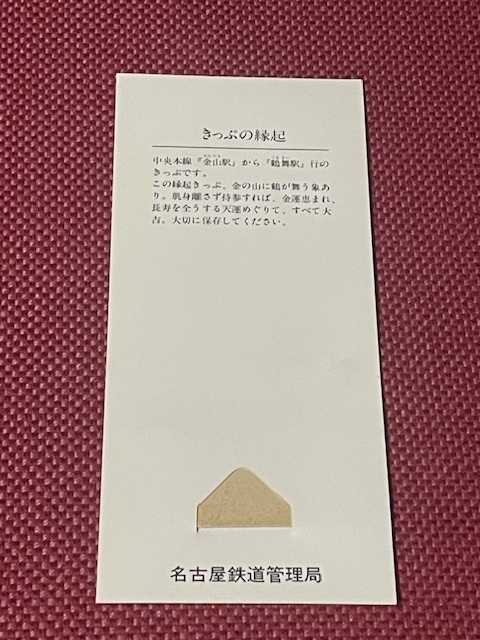 きっぷの縁起
中央本線『金山駅』から『鶴舞駅』行の
きっぷです。
この縁起きっぷ、金の山に鶴が舞う象あ
り。肌身離さず持参すれば、金運恵まれ、
長寿を全うする天運めぐりて、すべて大
吉。大切に保存してください。
名古屋鉄道管理局